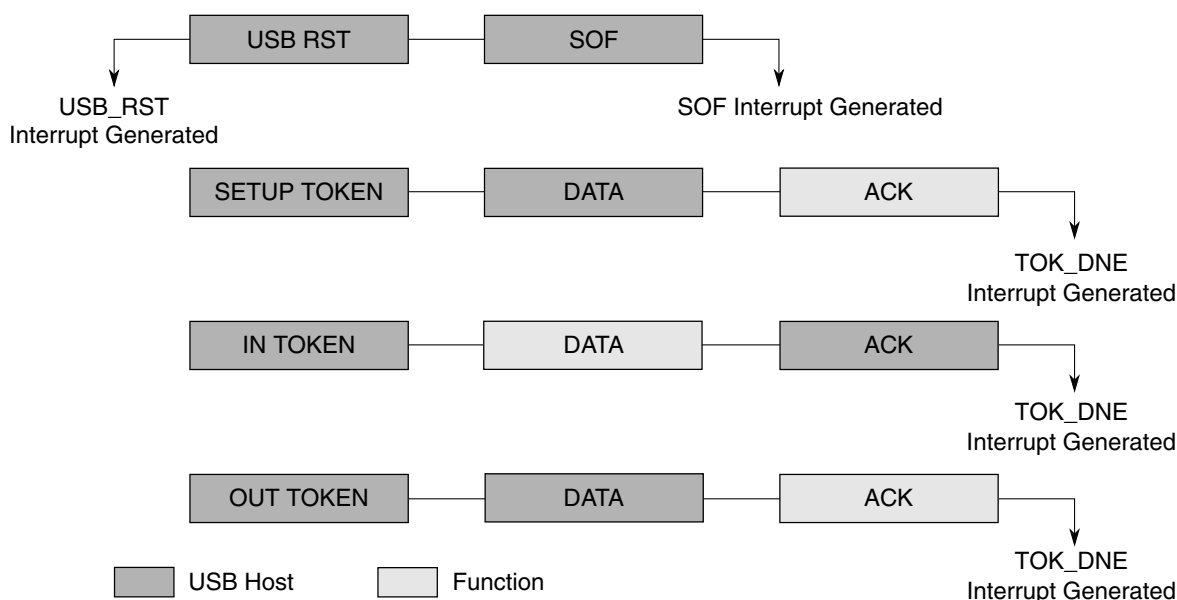 USB RST
SOF
USB_RST
Interrupt Generated
SOF Interrupt Generated
SETUP TOKEN
DATA
ACK
TOK_DNE
Interrupt Generated
IN TOKEN
DATA
ACK
TOK_DNE
Interrupt Generated
OUT TOKEN
DATA
ACK
TOK_DNE
Interrupt Generated
USB Host
Function